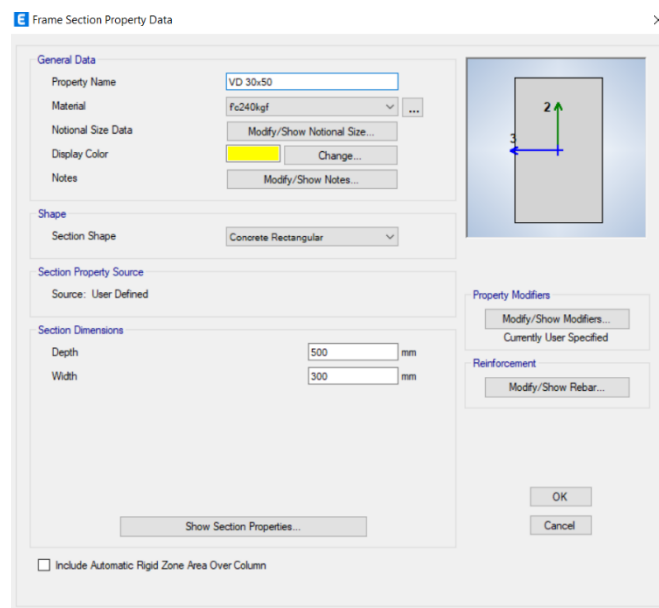 E Frame Section Property Data
General Data
Property Name VD 30x50
Material f'c240kgf ...
Notional Size Data Modify/Show Notional Size...
Display Color Change...
Notes Modify/Show Notes...
2
3
Shape
Section Shape Concrete Rectangular
Section Property Source
Source: User Defined
Property Modifiers
Modify/Show Modifiers...
Currently User Specified
Section Dimensions
Depth 500 mm
Width 300 mm
Reinforcement
Modify/Show Rebar...
Show Section Properties...
OK
Cancel
Include Automatic Rigid Zone Area Over Column